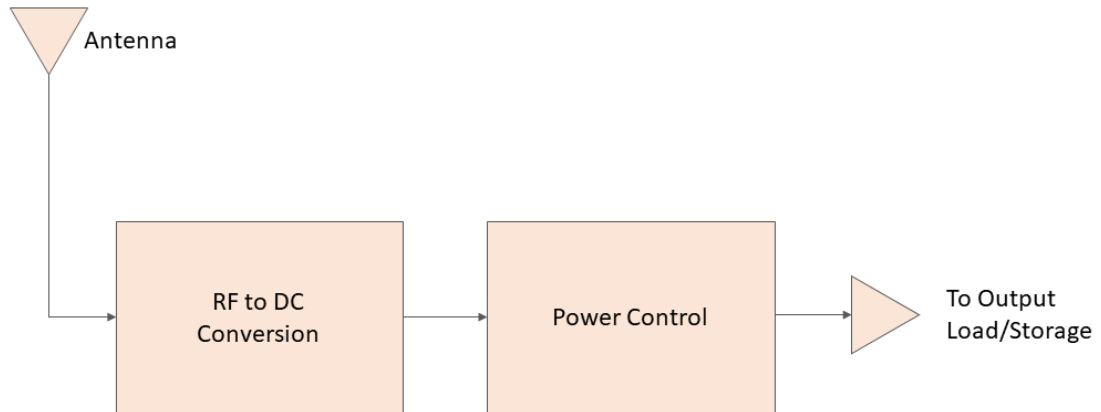 Antenna
RF to DC
Conversion
Power Control
To Output
Load/Storage